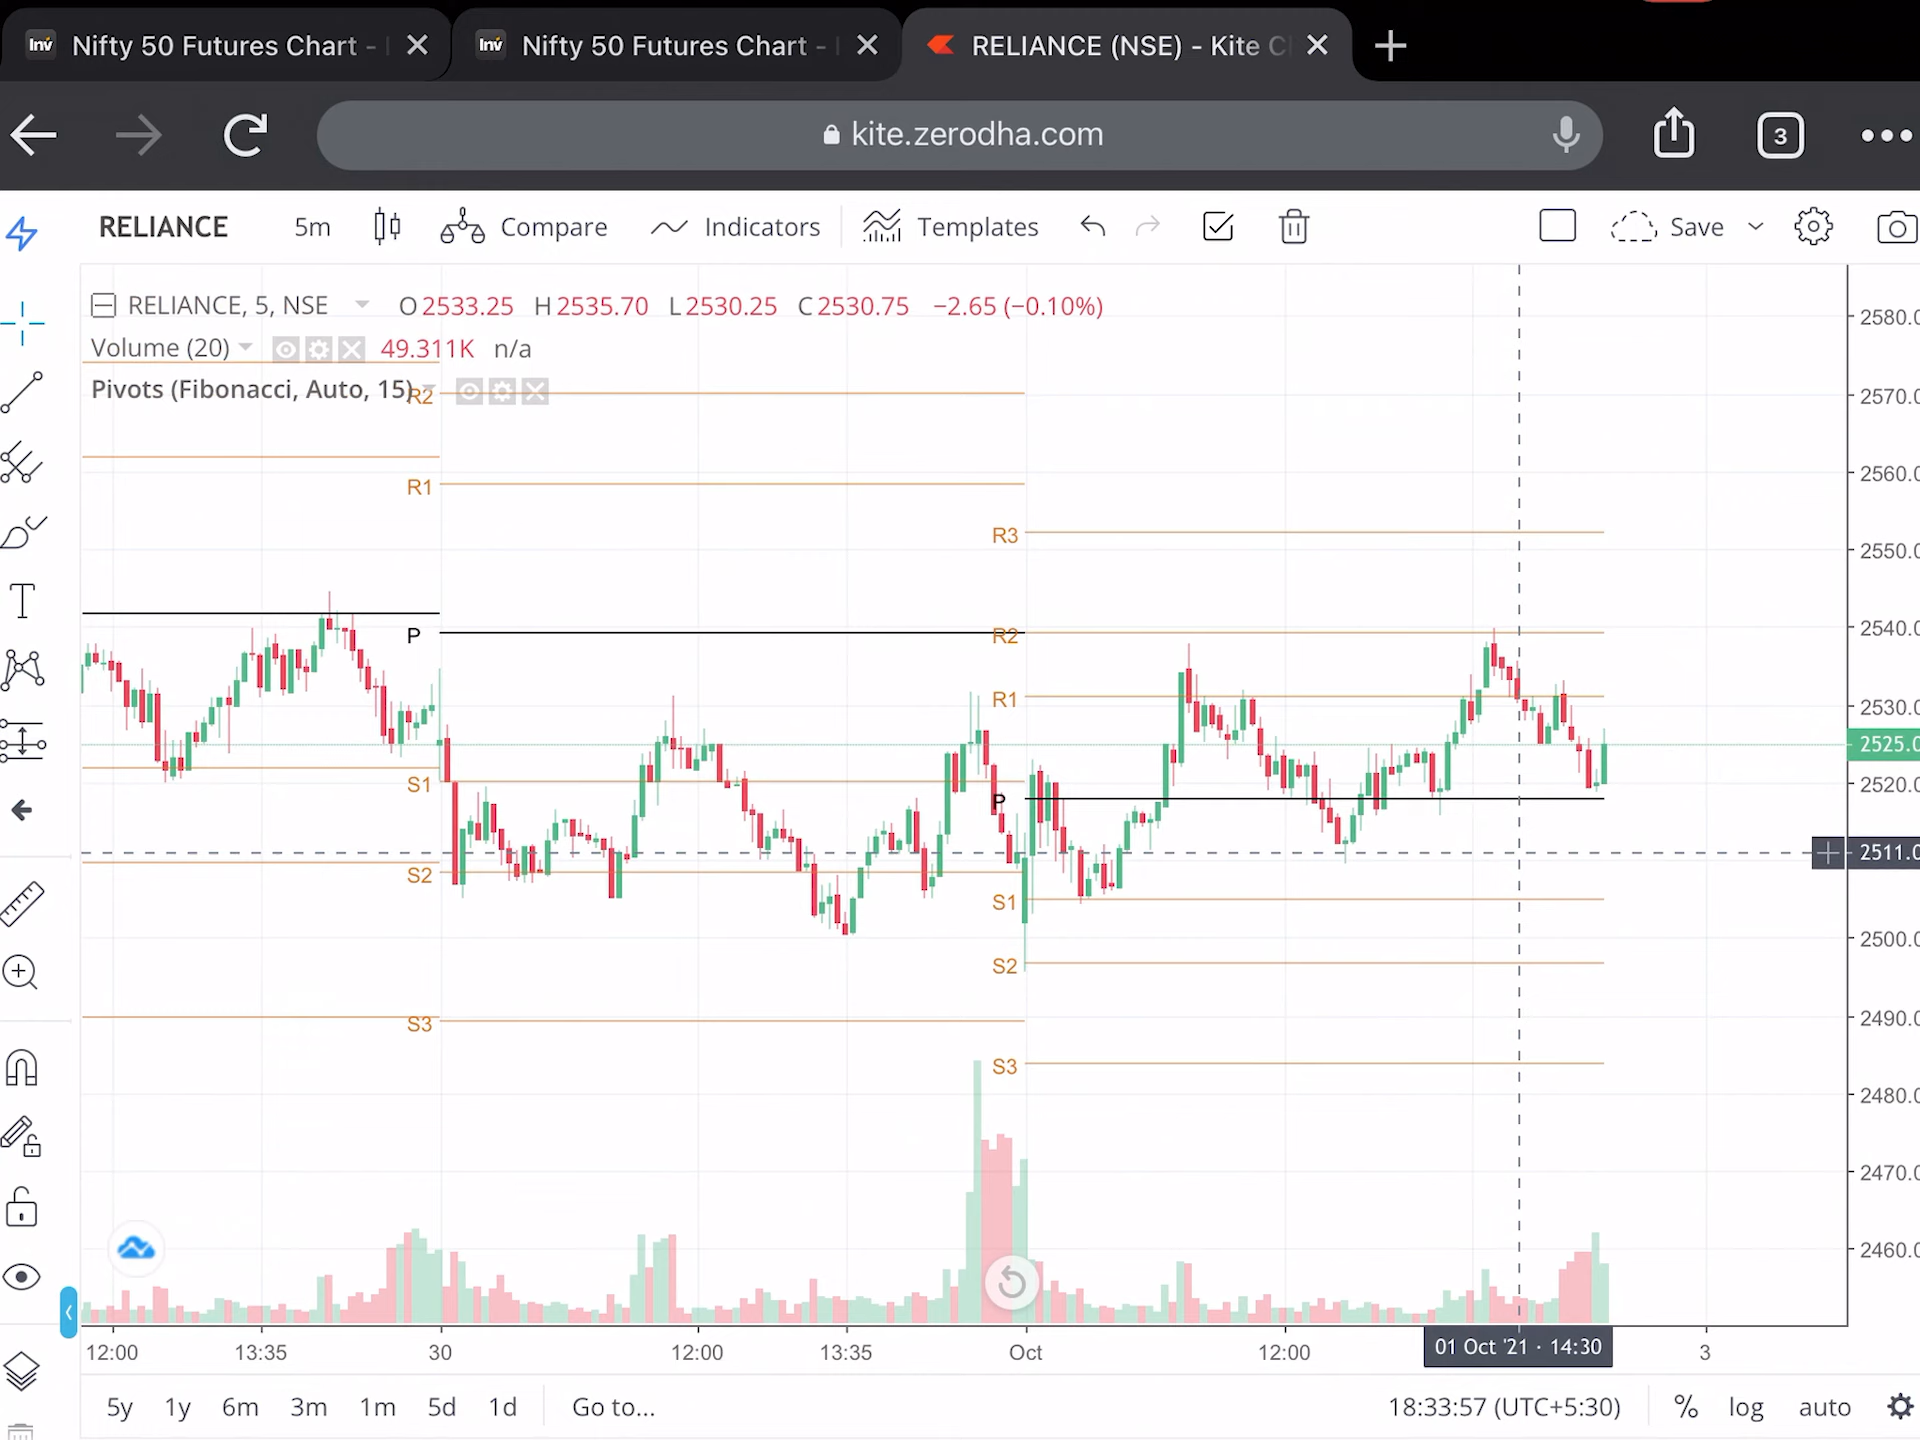 Inv Nifty 50 Futures Chart -
Inv Nifty 50 Futures Chart -
RELIANCE (NSE) - Kite C
kite.zerodha.com
3
RELIANCE 5m Compare Indicators Templates Save
RELIANCE, 5, NSE O2533.25 H2535.70 L2530.25 C2530.75 −2.65 (−0.10%)
Volume (20) 49.311K n/a
Pivots (Fibonacci, Auto, 15)
R2
R1
P
S1
S2
S3
R3
R2
R1
P
S1
S2
S3
2580.0
2570.0
2560.0
2550.0
2540.0
2530.0
2525.0
2520.0
2511.0
2500.0
2490.0
2480.0
2470.0
2460.0
T
12:00 13:35 30 12:00 13:35 Oct 12:00 01 Oct '21 · 14:30 3
5y 1y 6m 3m 1m 5d 1d Go to... 18:33:57 (UTC+5:30) % log auto